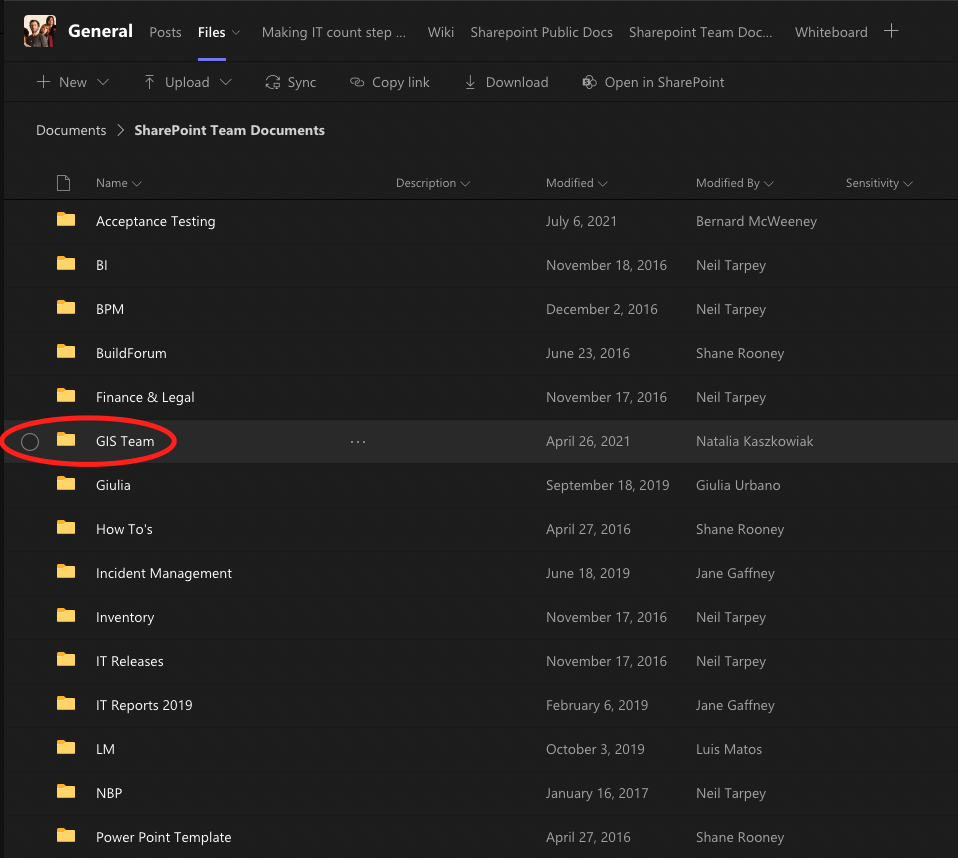 General Posts Files Making IT count step ... Wiki Sharepoint Public Docs Sharepoint Team Doc... Whiteboard
New Upload Sync Copy link Download Open in SharePoint
Documents > SharePoint Team Documents
Name Description Modified Modified By Sensitivity
Acceptance Testing July 6, 2021 Bernard McWeeney
BI November 18, 2016 Neil Tarpey
BPM December 2, 2016 Neil Tarpey
BuildForum June 23, 2016 Shane Rooney
Finance & Legal November 17, 2016 Neil Tarpey
GIS Team ... April 26, 2021 Natalia Kaszkowiak
Giulia September 18, 2019 Giulia Urbano
How To's April 27, 2016 Shane Rooney
Incident Management June 18, 2019 Jane Gaffney
Inventory November 17, 2016 Neil Tarpey
IT Releases November 17, 2016 Neil Tarpey
IT Reports 2019 February 6, 2019 Jane Gaffney
LM October 3, 2019 Luis Matos
NBP January 16, 2017 Neil Tarpey
Power Point Template April 27, 2016 Shane Rooney